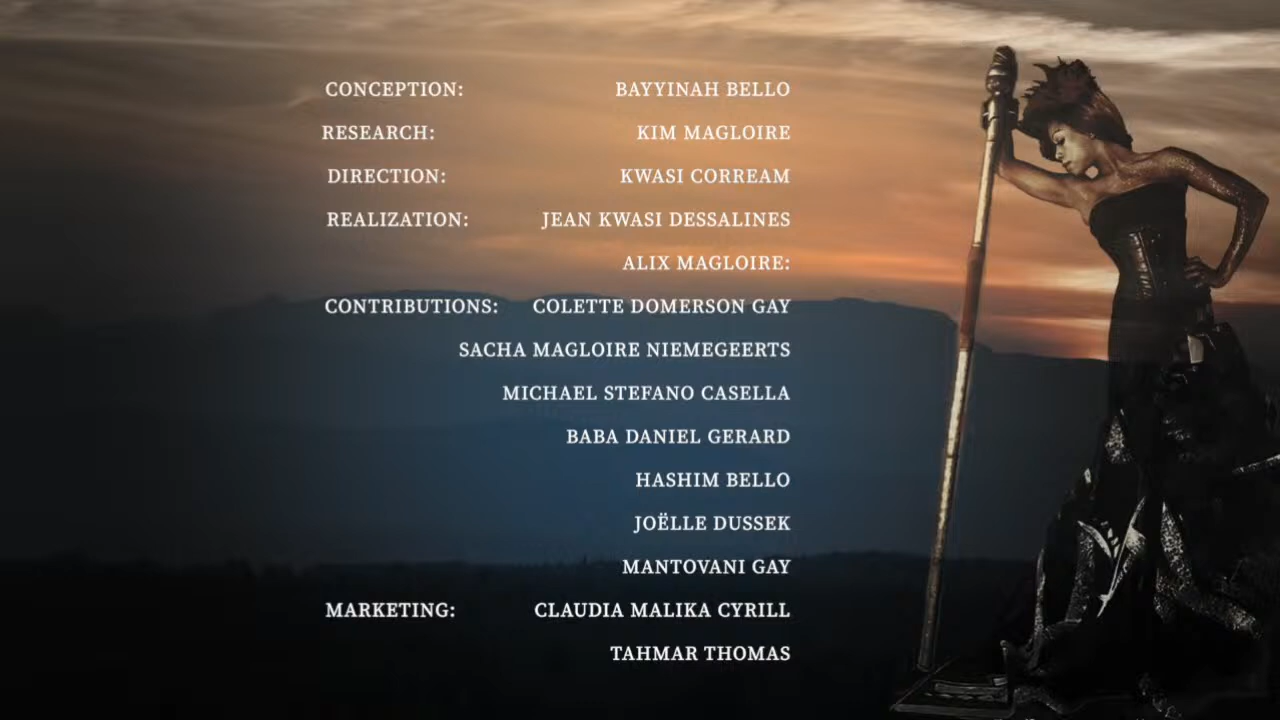 CONCEPTION: BAYYINAH BELLO
RESEARCH: KIM MAGLOIRE
DIRECTION: KWASI CORREAM
REALIZATION: JEAN KWASI DESSALINES
ALIX MAGLOIRE:
CONTRIBUTIONS: COLETTE DOMERSON GAY
SACHA MAGLOIRE NIEMEGEERTS
MICHAEL STEFANO CASELLA
BABA DANIEL GERARD
HASHIM BELLO
JOËLLE DUSSEK
MANTOVANI GAY
MARKETING: CLAUDIA MALIKA CYRILL
TAHMAR THOMAS